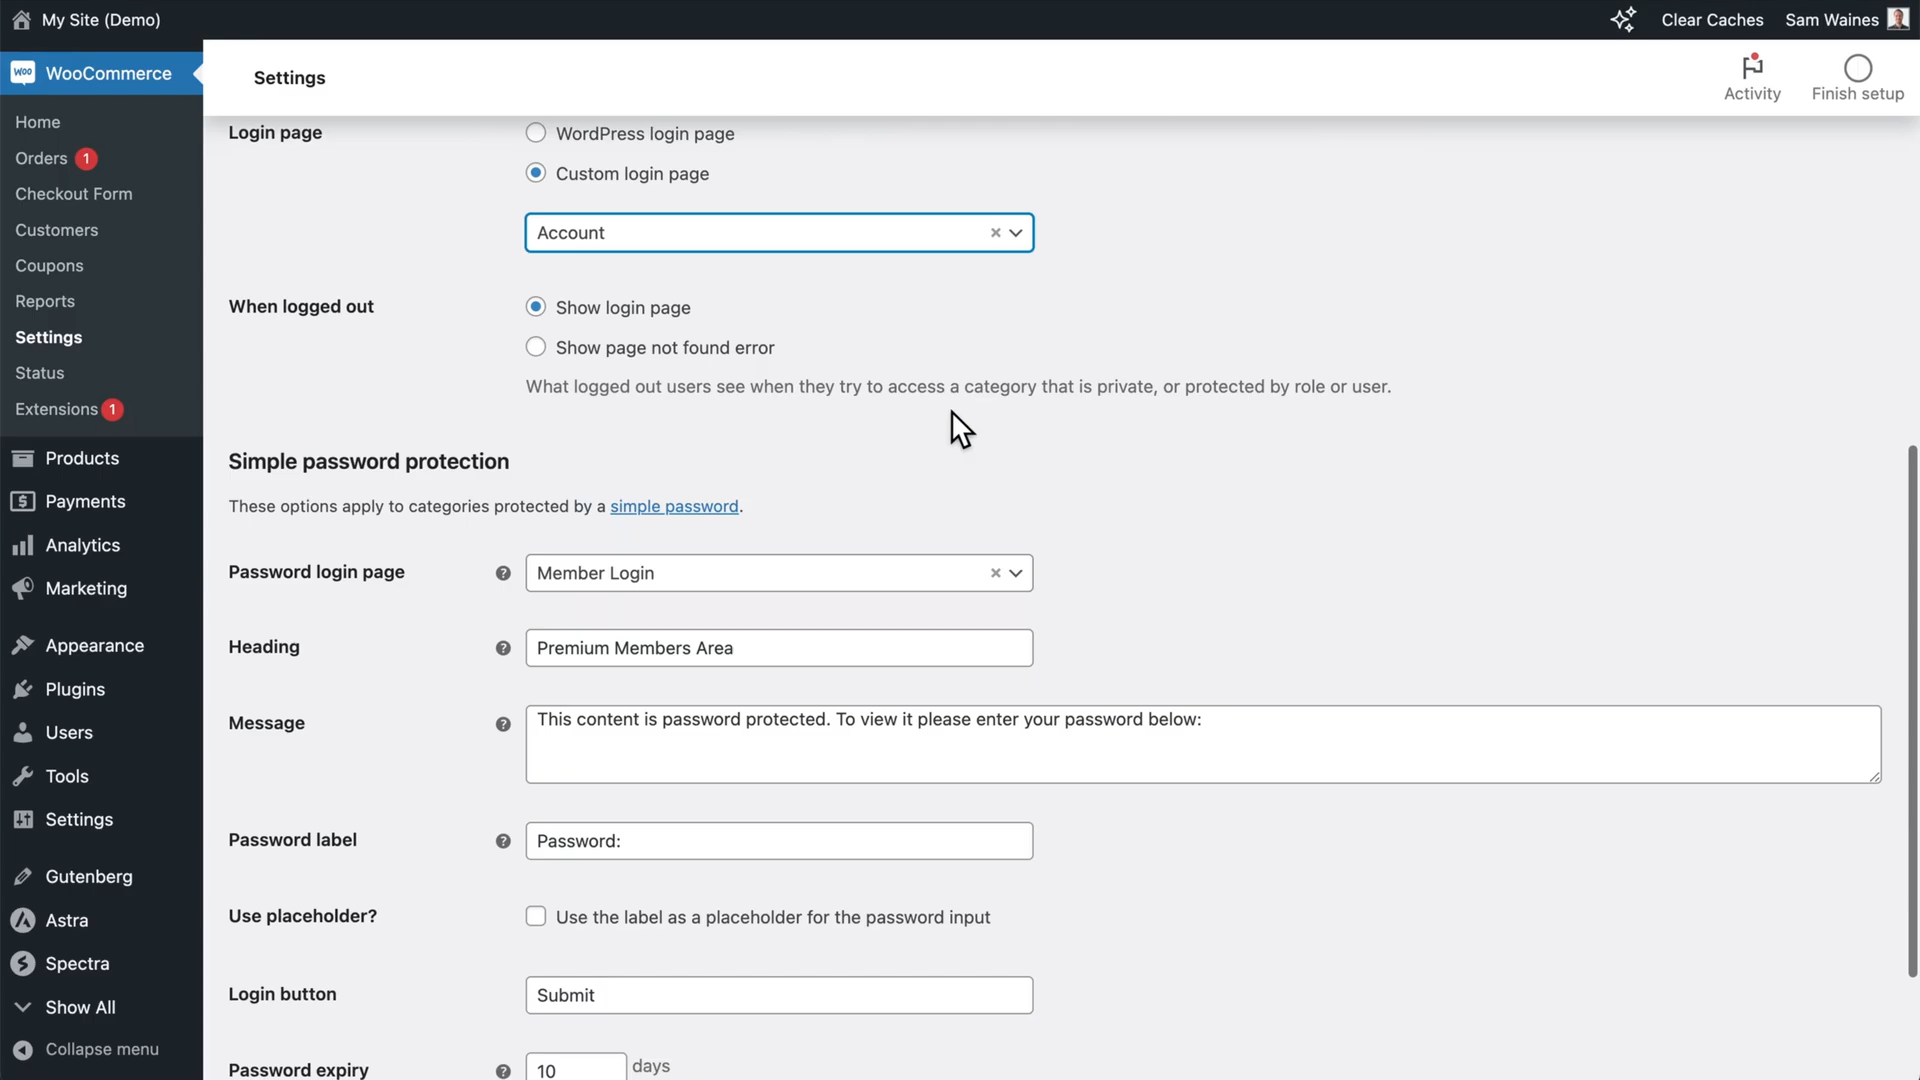 My Site (Demo)
Clear Caches
Sam Waines
WOO WooCommerce
Settings
Activity
Finish setup
Home
Orders 1
Checkout Form
Customers
Coupons
Reports
Settings
Status
Extensions 1
Products
Payments
Analytics
Marketing
Appearance
Plugins
Users
Tools
Settings
Gutenberg
Astra
Spectra
Show All
Collapse menu
Login page
WordPress login page
Custom login page
Account
When logged out
Show login page
Show page not found error
What logged out users see when they try to access a category that is private, or protected by role or user.
Simple password protection
These options apply to categories protected by a simple password.
Password login page
Member Login
Heading
Premium Members Area
Message
This content is password protected. To view it please enter your password below:
Password label
Password:
Use placeholder?
Use the label as a placeholder for the password input
Login button
Submit
Password expiry
10 days